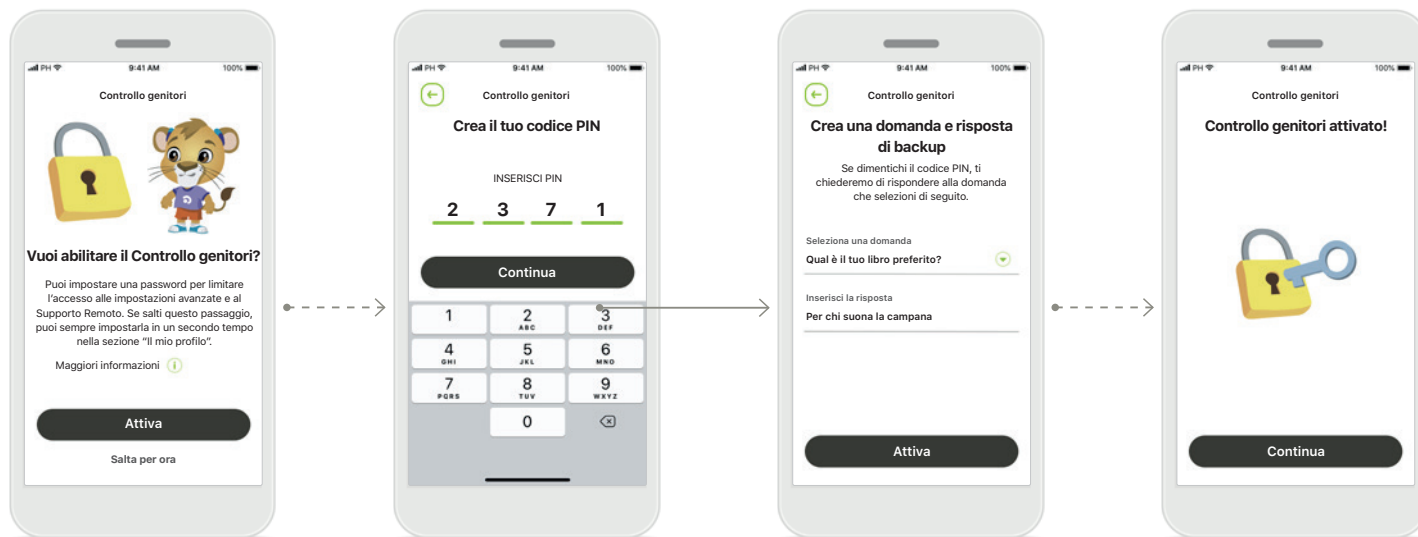 PH 9:41 AM 100%
Controllo genitori
Vuoi abilitare il Controllo genitori?
Puoi impostare una password per limitare
l'accesso alle impostazioni avanzate e al
Supporto Remoto. Se salti questo passaggio,
puoi sempre impostarla in un secondo tempo
nella sezione “Il mio profilo”.
Maggiori informazioni i
Attiva
Salta per ora
PH 9:41 AM 100%
Controllo genitori
Crea il tuo codice PIN
INSERISCI PIN
2 3 7 1
Continua
1 2 3
ABC DEF
4 5 6
GHI JKL MNO
7 8 9
PQRS TUV WXYZ
0
PH 9:41 AM 100%
Controllo genitori
Crea una domanda e risposta
di backup
Se dimentichi il codice PIN, ti
chiederemo di rispondere alla domanda
che selezioni di seguito.
Seleziona una domanda
Qual è il tuo libro preferito?
Inserisci la risposta
Per chi suona la campana
Attiva
PH 9:41 AM 100%
Controllo genitori
Controllo genitori attivato!
Continua